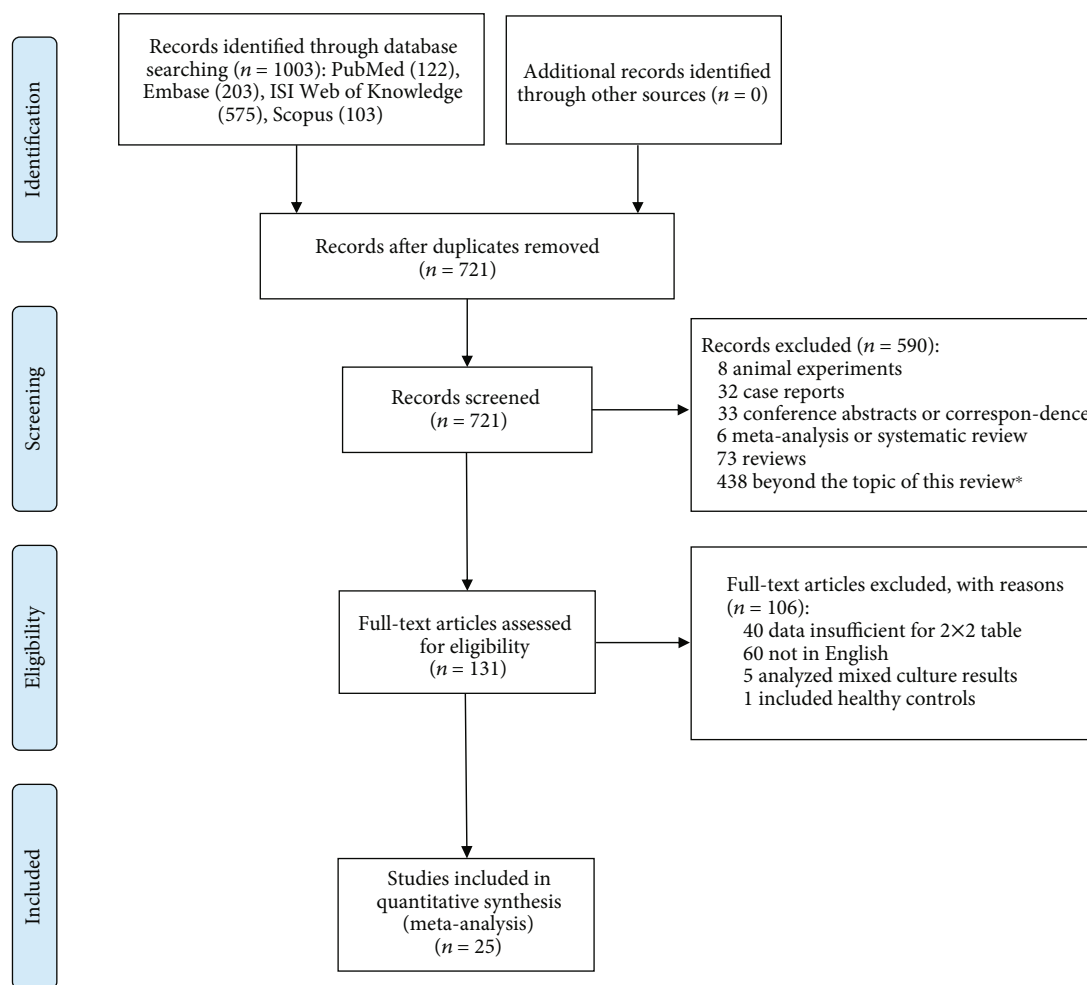 Identification
Records identified through database
searching (n = 1003): PubMed (122),
Embase (203), ISI Web of Knowledge
(575), Scopus (103)
Additional records identified
through other sources (n = 0)
Records after duplicates removed
(n = 721)
Screening
Records screened
(n = 721)
Records excluded (n = 590):
8 animal experiments
32 case reports
33 conference abstracts or correspon-dence
6 meta-analysis or systematic review
73 reviews
438 beyond the topic of this review*
Eligibility
Full-text articles assessed
for eligibility
(n = 131)
Full-text articles excluded, with reasons
(n = 106):
40 data insufficient for 2×2 table
60 not in English
5 analyzed mixed culture results
1 included healthy controls
Included
Studies included in
quantitative synthesis
(meta-analysis)
(n = 25)